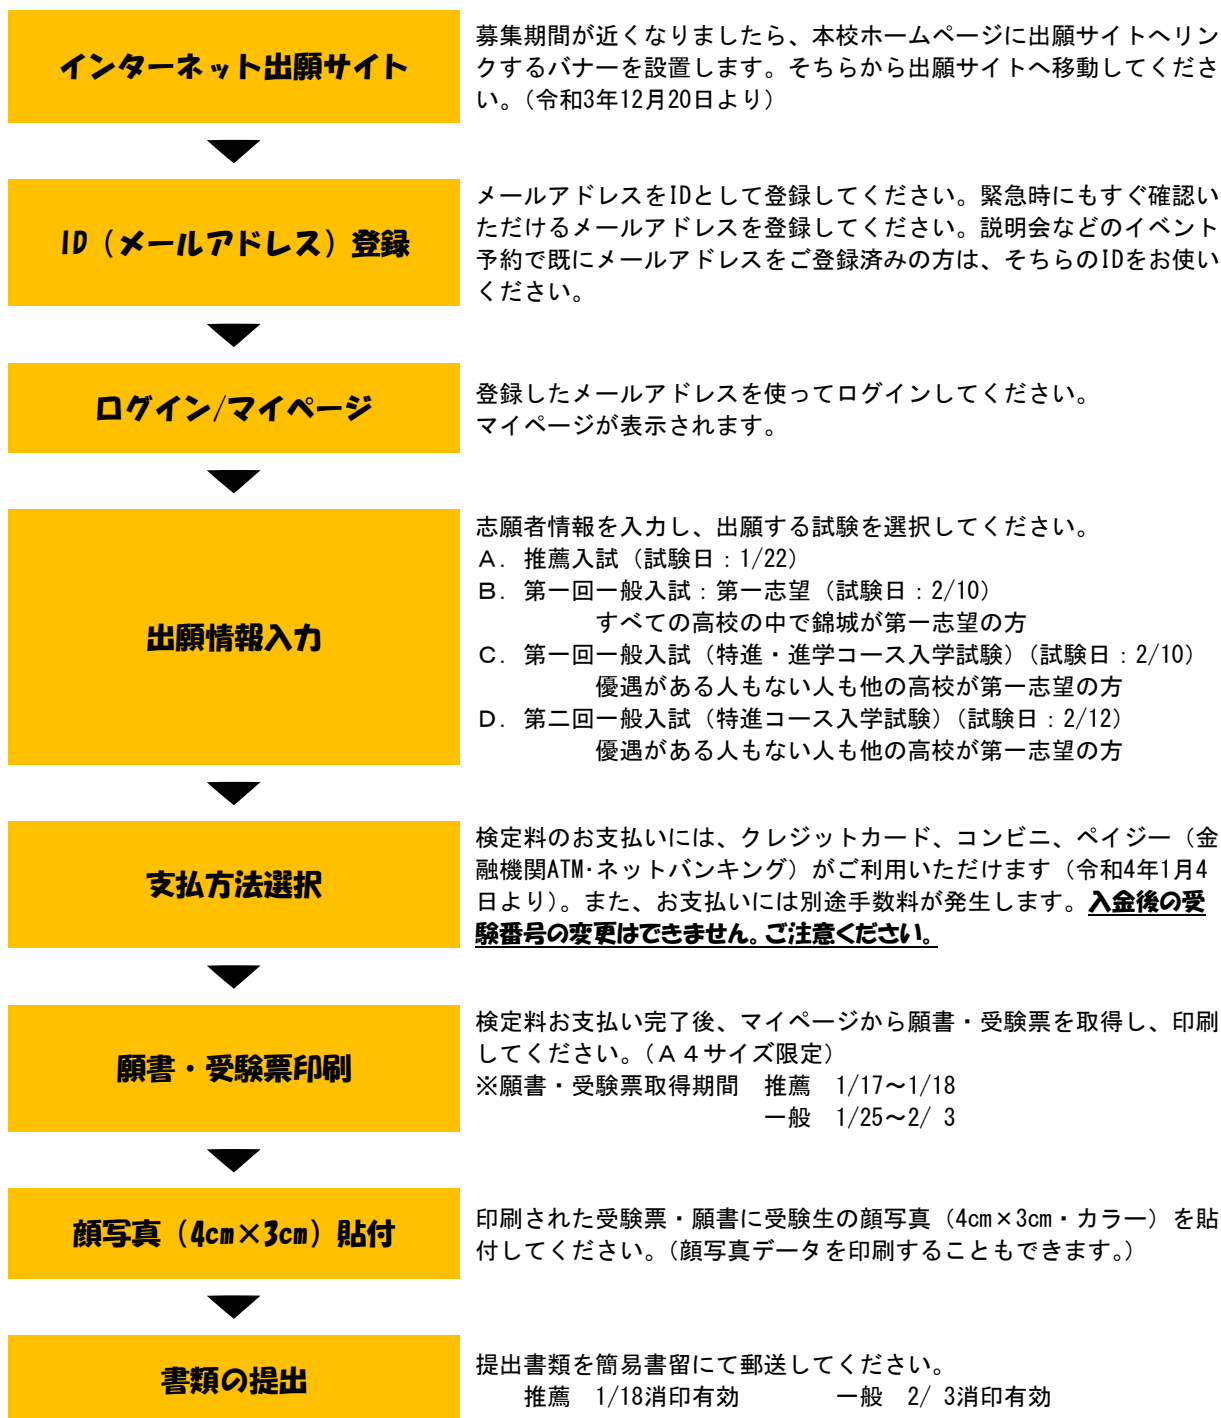 インターネット出願サイト
募集期間が近くなりましたら、本校ホームページに出願サイトへリン
クするバナーを設置します。そちらから出願サイトへ移動してくださ
い。（令和3年12月20日より）
ID（メールアドレス）登録
メールアドレスをIDとして登録してください。緊急時にもすぐ確認い
ただけるメールアドレスを登録してください。説明会などのイベント
予約で既にメールアドレスをご登録済みの方は、そちらのIDをお使い
ください。
ログイン/マイページ
登録したメールアドレスを使ってログインしてください。
マイページが表示されます。
出願情報入力
志願者情報を入力し、出願する試験を選択してください。
Ａ．推薦入試（試験日：1/22）
Ｂ．第一回一般入試：第一志望（試験日：2/10）
すべての高校の中で錦城が第一志望の方
Ｃ．第一回一般入試（特進・進学コース入学試験）（試験日：2/10）
優遇がある人もない人も他の高校が第一志望の方
Ｄ．第二回一般入試（特進コース入学試験）（試験日：2/12）
優遇がある人もない人も他の高校が第一志望の方
支払方法選択
検定料のお支払いには、クレジットカード、コンビニ、ペイジー（金
融機関ATM･ネットバンキング）がご利用いただけます（令和4年1月4
日より）。また、お支払いには別途手数料が発生します。入金後の受
験番号の変更はできません。ご注意ください。
願書・受験票印刷
検定料お支払い完了後、マイページから願書・受験票を取得し、印刷
してください。（Ａ４サイズ限定）
※願書・受験票取得期間　推薦　1/17～1/18
一般　1/25～2/ 3
顔写真（4cm×3cm）貼付
印刷された受験票・願書に受験生の顔写真（4cm×3cm・カラー）を貼
付してください。（顔写真データを印刷することもできます。）
書類の提出
提出書類を簡易書留にて郵送してください。
推薦　1/18消印有効　　　　一般　2/ 3消印有効